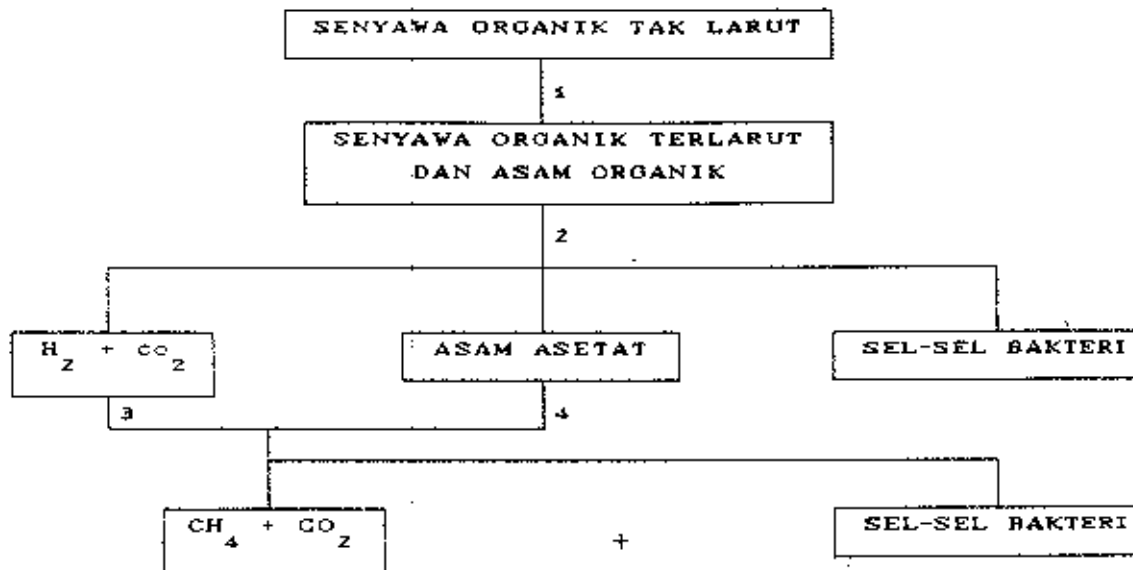 SENYAWA ORGANIK TAK LARUT
1
SENYAWA ORGANIK TERLARUT
DAN ASAM ORGANIK
2
H2 + CO2
ASAM ASETAT
SEL-SEL BAKTERI
3
4
CH4 + CO2
+
SEL-SEL BAKTERI